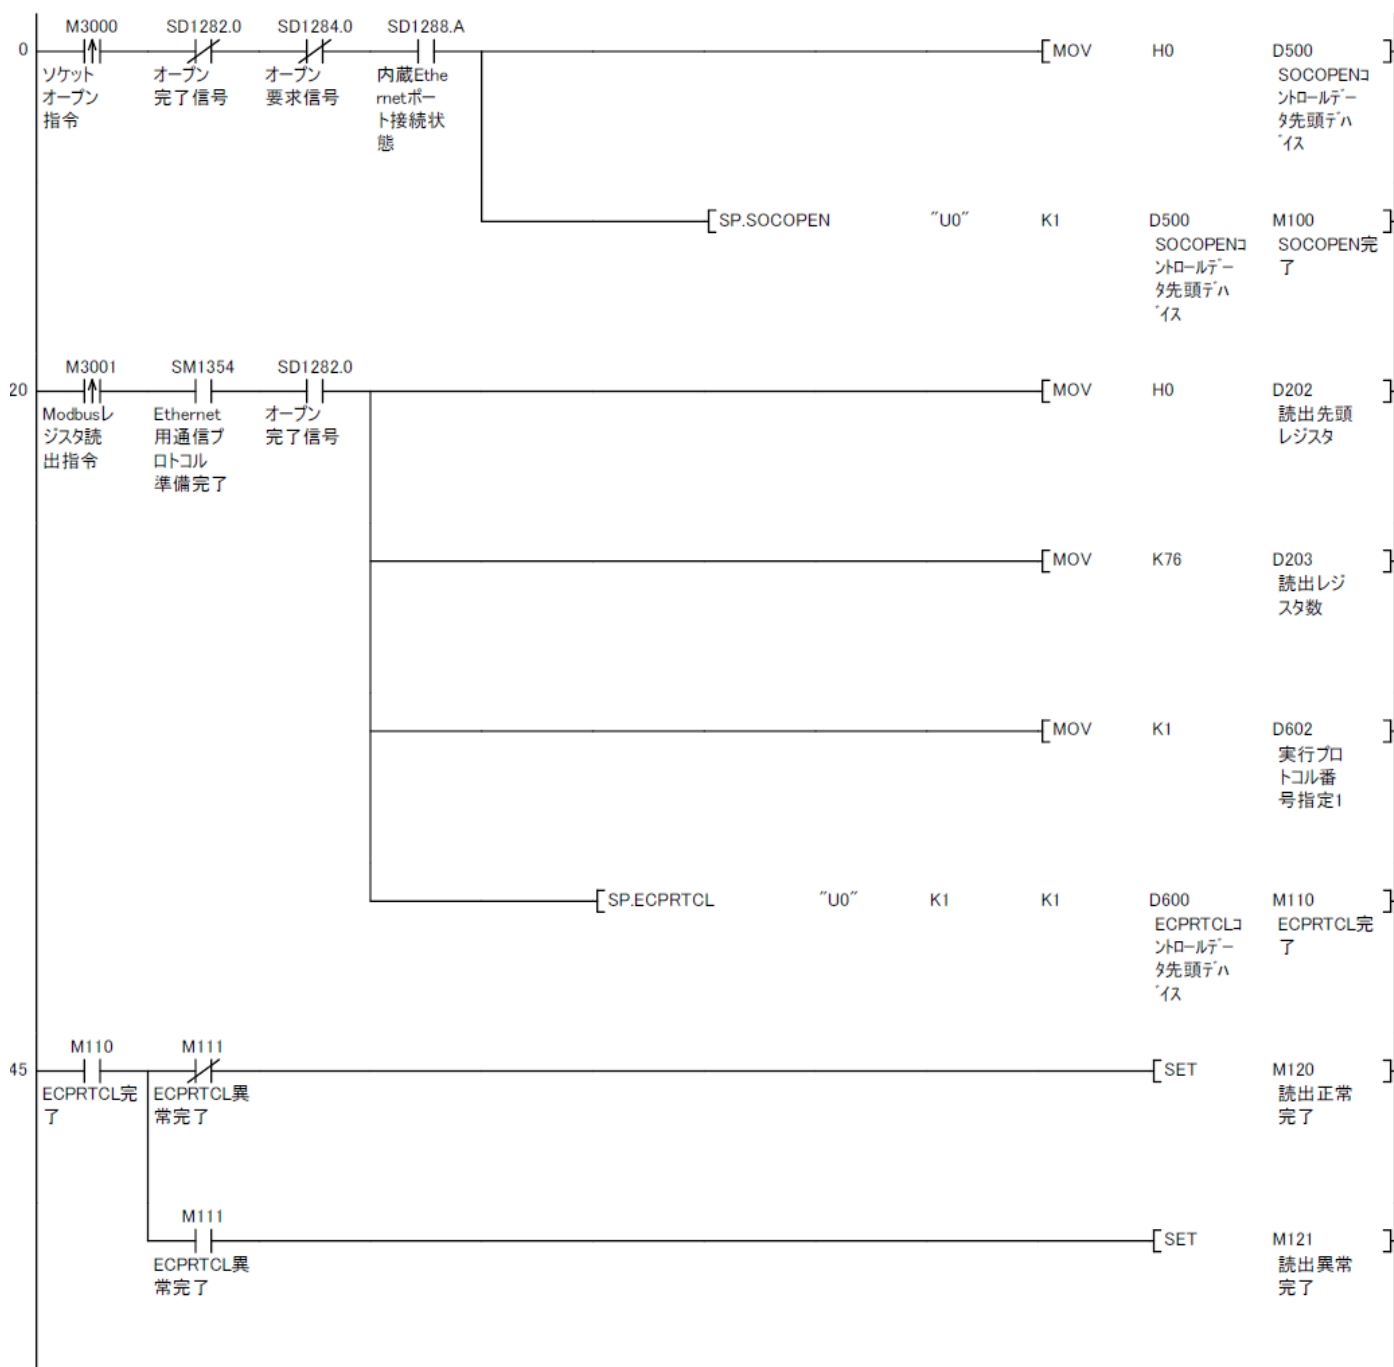 M3000 SD1282.0 SD1284.0 SD1288.A
0 MOV H0 D500
ソケット オープン オープン 内蔵Ethe SOCOPENコ
オープン 完了信号 要求信号 rnetポー ントロールデー
指令 ト接続状 タ先頭デバ
態 イス
SP.SOCOPEN "U0" K1 D500 M100
SOCOPENコ SOCOPEN完
ントロールデー 了
タ先頭デバ
イス
M3001 SM1354 SD1282.0
20 MOV H0 D202
Modbusレ Ethernet オープン 読出先頭
ジスタ読 用通信プ 完了信号 レジスタ
出指令 ロトコル
準備完了
MOV K76 D203
読出レジ
スタ数
MOV K1 D602
実行プロ
トコル番
号指定1
SP.ECPRTCL "U0" K1 K1 D600 M110
ECPRTCLコ ECPRTCL完
ントロールデー 了
タ先頭デバ
イス
M110 M111
45 SET M120
ECPRTCL完 ECPRTCL異 読出正常
了 常完了 完了
M111
SET M121
ECPRTCL異 読出異常
常完了 完了